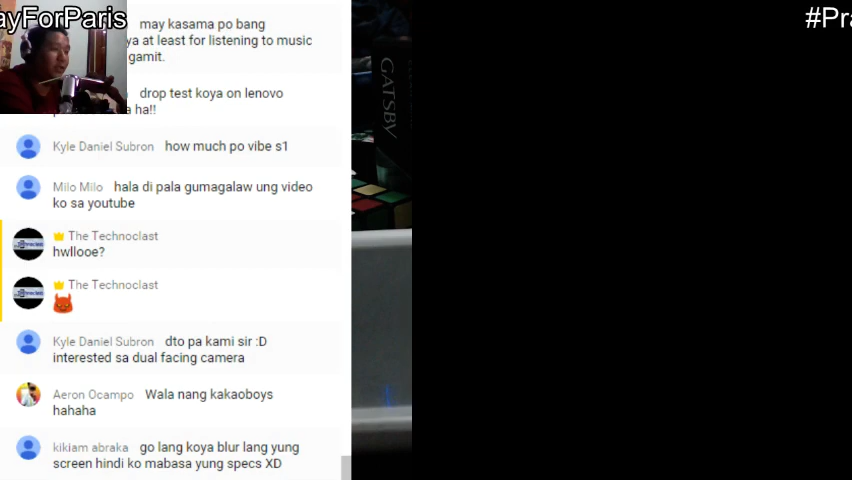 ayForParis
#Pra
may kasama po bang
ya at least for listening to music
gamit.
drop test koya on lenovo
a ha!!
GATSBY
Kyle Daniel Subron how much po vibe s1
Milo Milo hala di pala gumagalaw ung video
ko sa youtube
The Technoclast
hwllooe?
The Technoclast
Kyle Daniel Subron dto pa kami sir :D
interested sa dual facing camera
Aeron Ocampo Wala nang kakaoboys
hahaha
kikiam abraka go lang koya blur lang yung
screen hindi ko mabasa yung specs XD